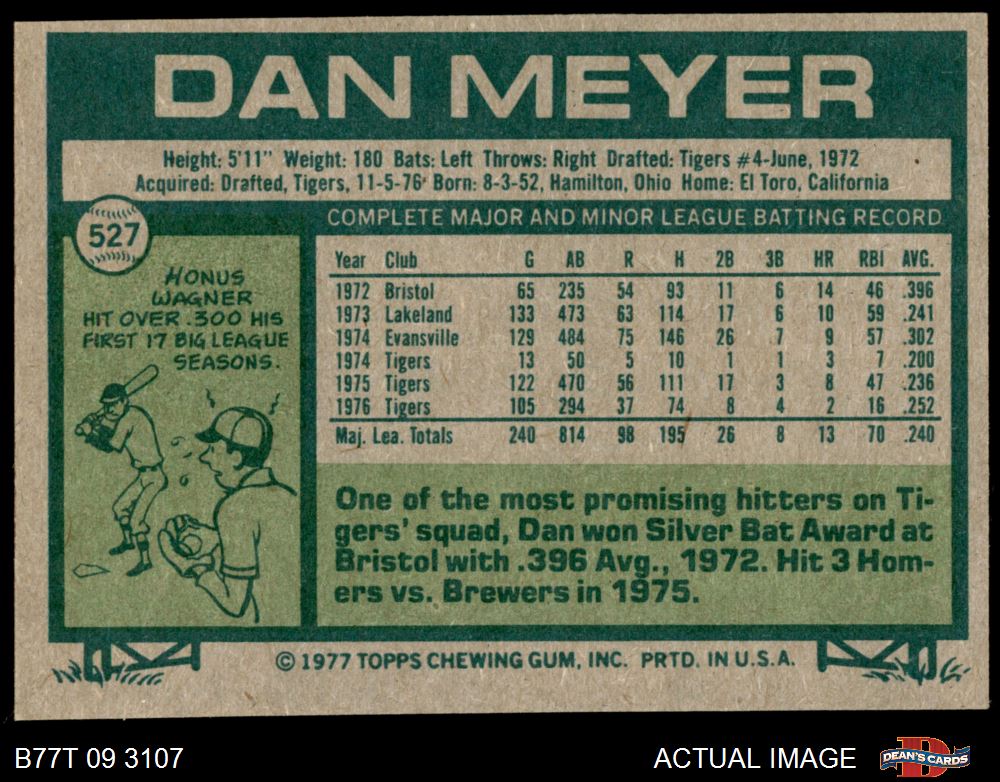 DAN MEYER
Height: 5'11" Weight: 180 Bats: Left Throws: Right Drafted: Tigers #4-June, 1972
Acquired: Drafted, Tigers, 11-5-76 Born: 8-3-52, Hamilton, Ohio Home: El Toro, California
527
HONUS
WAGNER
HIT OVER .300 HIS
FIRST 17 BIG LEAGUE
SEASONS.
COMPLETE MAJOR AND MINOR LEAGUE BATTING RECORD
Year Club G AB R H 2B 3B HR RBI AVG.
1972 Bristol 65 235 54 93 11 6 14 46 .396
1973 Lakeland 133 473 63 114 17 6 10 59 .241
1974 Evansville 129 484 75 146 26 7 9 57 .302
1974 Tigers 13 50 5 10 1 1 3 7 .200
1975 Tigers 122 470 56 111 17 3 8 47 .236
1976 Tigers 105 294 37 74 8 4 2 16 .252
Maj. Lea. Totals 240 814 98 195 26 8 13 70 .240
One of the most promising hitters on Ti-
gers' squad, Dan won Silver Bat Award at
Bristol with .396 Avg., 1972. Hit 3 Hom-
ers vs. Brewers in 1975.
© 1977 TOPPS CHEWING GUM, INC. PRTD. IN U.S.A.
B77T 09 3107
ACTUAL IMAGE
DEAN'S CARDS